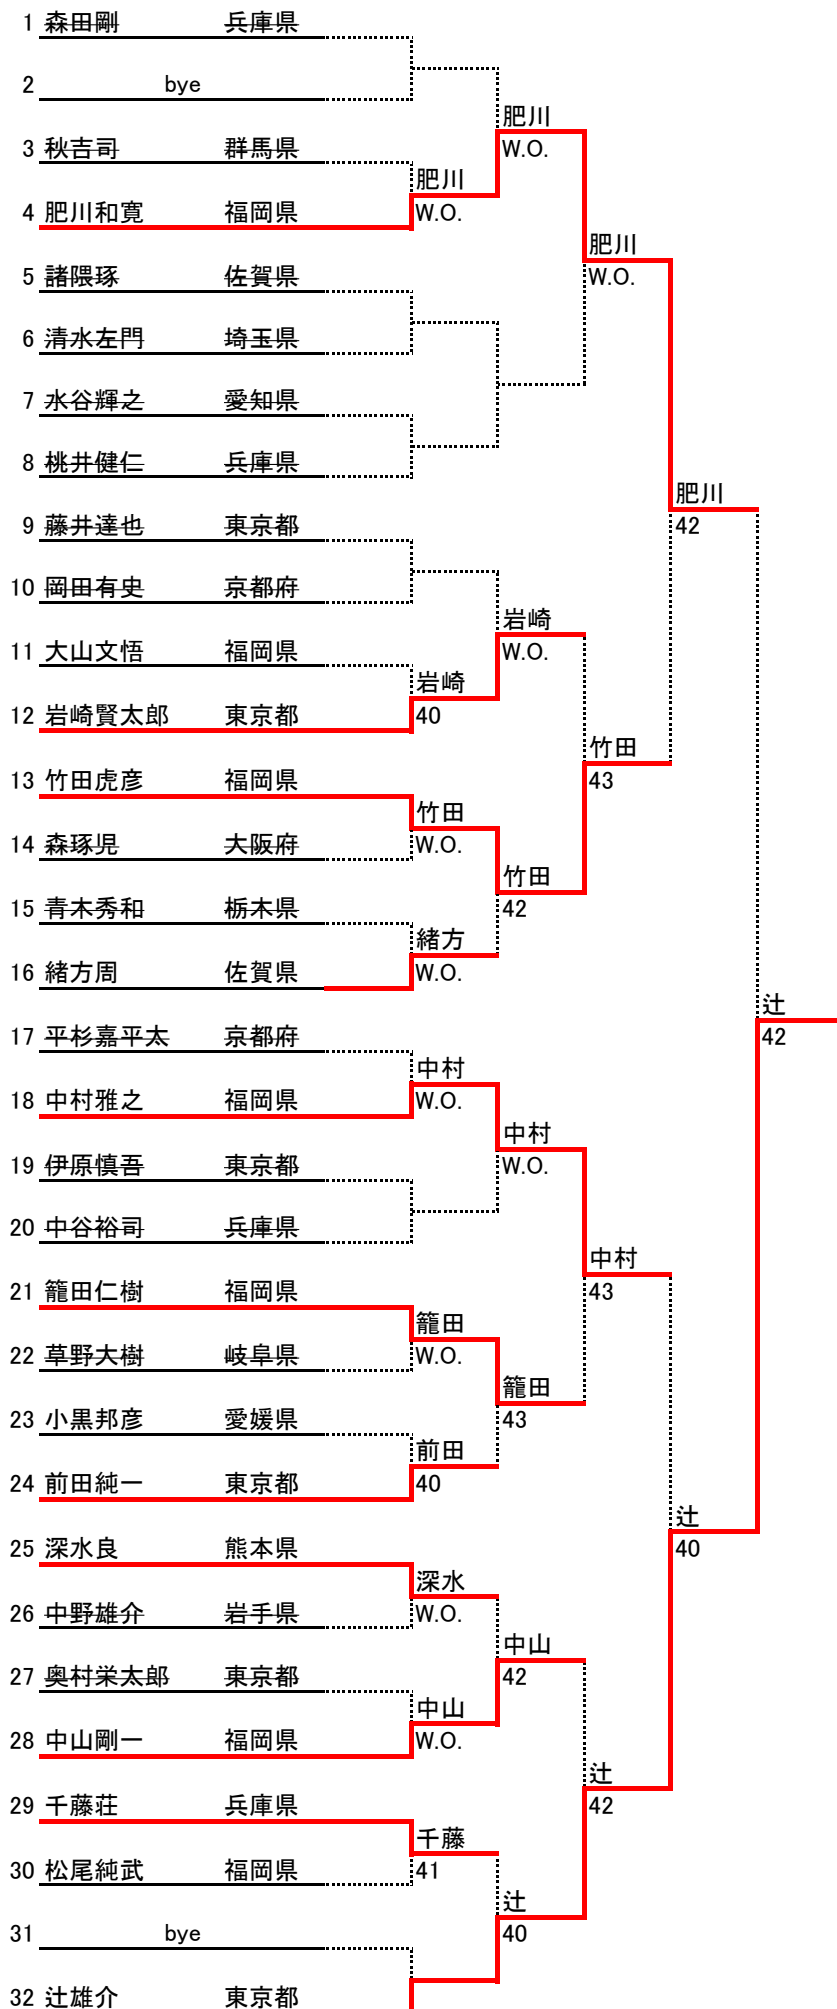 1 森田剛 兵庫県
2 bye
肥川
3 秋吉司 群馬県 W.O.
肥川
4 肥川和寛 福岡県 W.O.
肥川
5 諸隈琢 佐賀県 W.O.
6 清水左門 埼玉県
7 水谷輝之 愛知県
8 桃井健仁 兵庫県
肥川
9 藤井達也 東京都 42
10 岡田有史 京都府
岩崎
11 大山文悟 福岡県 W.O.
岩崎
12 岩崎賢太郎 東京都 40
竹田
13 竹田虎彦 福岡県 43
竹田
14 森琢児 大阪府 W.O.
竹田
15 青木秀和 栃木県 42
緒方
16 緒方周 佐賀県 W.O.
辻
17 平杉嘉平太 京都府 42
中村
18 中村雅之 福岡県 W.O.
中村
19 伊原慎吾 東京都 W.O.
20 中谷裕司 兵庫県
中村
21 籠田仁樹 福岡県 43
籠田
22 草野大樹 岐阜県 W.O.
籠田
23 小黒邦彦 愛媛県 43
前田
24 前田純一 東京都 40
辻
25 深水良 熊本県 40
深水
26 中野雄介 岩手県 W.O.
中山
27 奥村栄太郎 東京都 42
中山
28 中山剛一 福岡県 W.O.
辻
29 千藤荘 兵庫県 42
千藤
30 松尾純武 福岡県 41
辻
31 bye 40
32 辻雄介 東京都